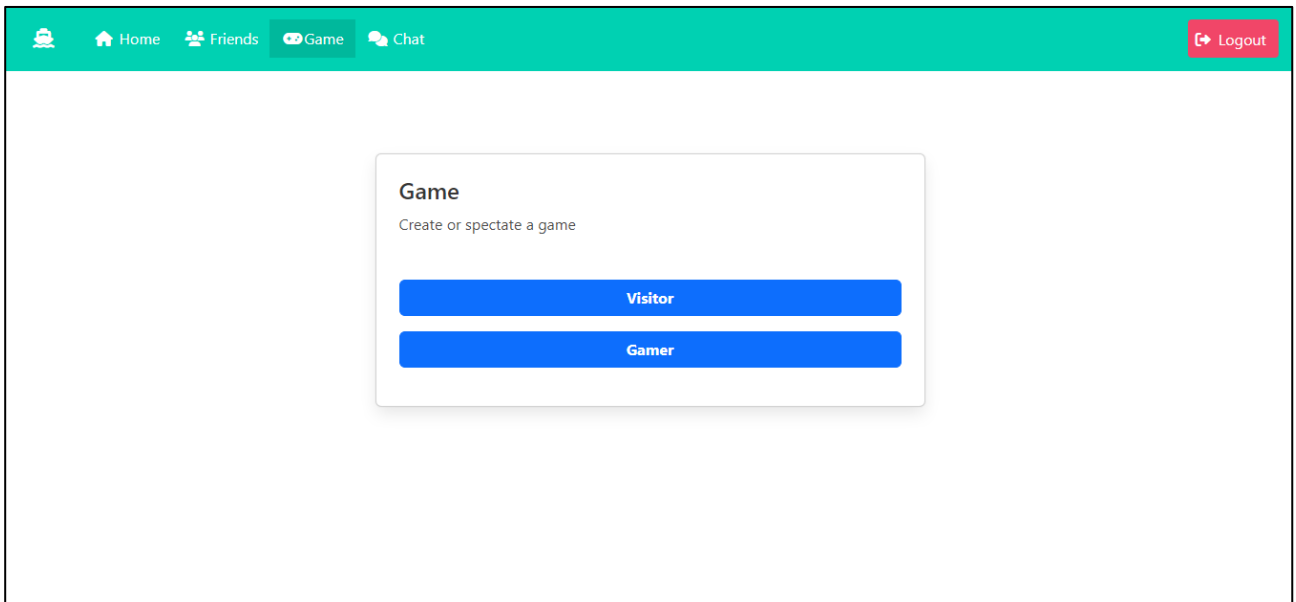 Home Friends Game Chat Logout
Game
Create or spectate a game
Visitor
Gamer